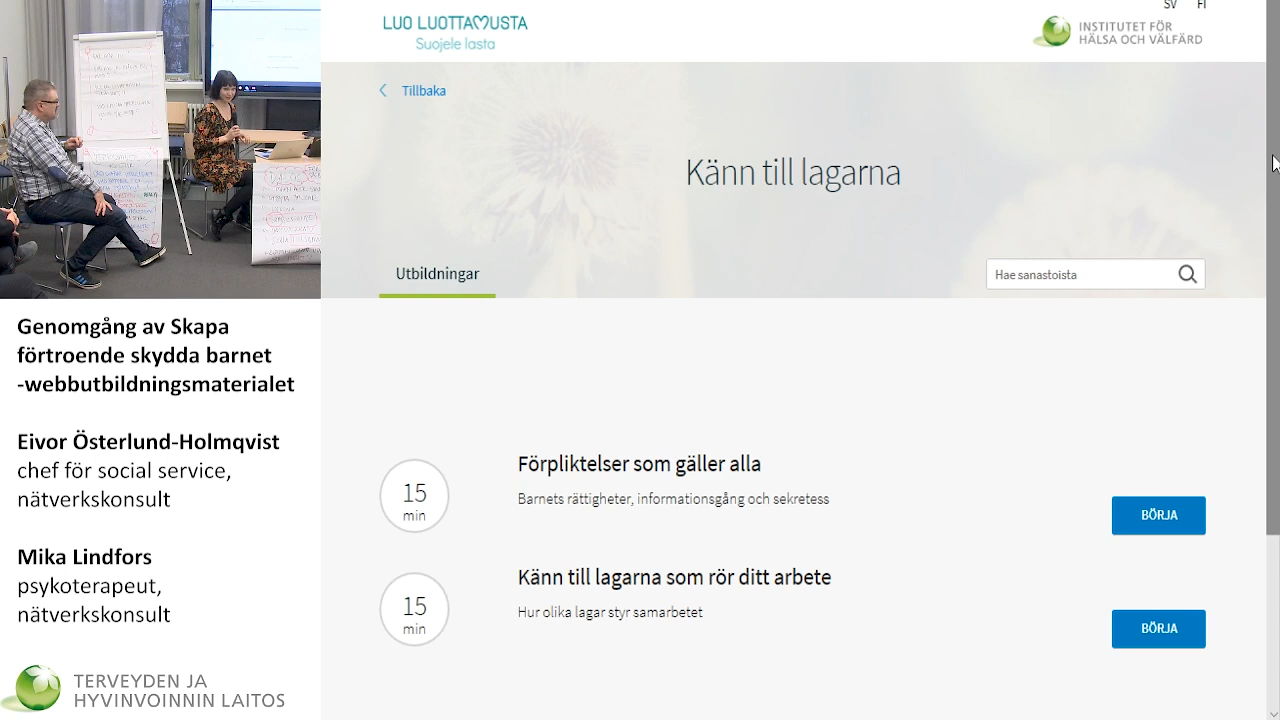 Genomgång av Skapa
förtroende skydda barnet
-webbutbildningsmaterialet
Eivor Österlund-Holmqvist
chef för social service,
nätverkskonsult
Mika Lindfors
psykoterapeut,
nätverkskonsult
TERVEYDEN JA
HYVINVOINNIN LAITOS
SV FI
LUO LUOTTAMUSTA
Suojele lasta
INSTITUTET FÖR
HÄLSA OCH VÄLFÄRD
Tillbaka
Känn till lagarna
Utbildningar
Hae sanastoista
15
min
Förpliktelser som gäller alla
Barnets rättigheter, informationsgång och sekretess
BÖRJA
15
min
Känn till lagarna som rör ditt arbete
Hur olika lagar styr samarbetet
BÖRJA